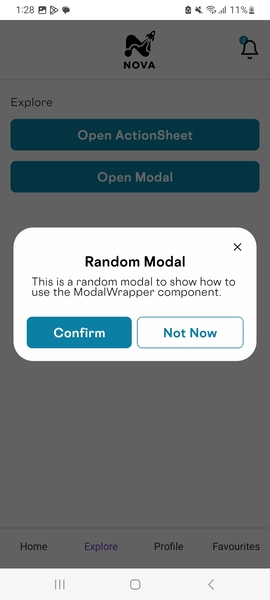 1:28
11%
NOVA
Explore
Open ActionSheet
Open Modal
Random Modal
This is a random modal to show how to
use the ModalWrapper component.
Confirm
Not Now
Home
Explore
Profile
Favourites